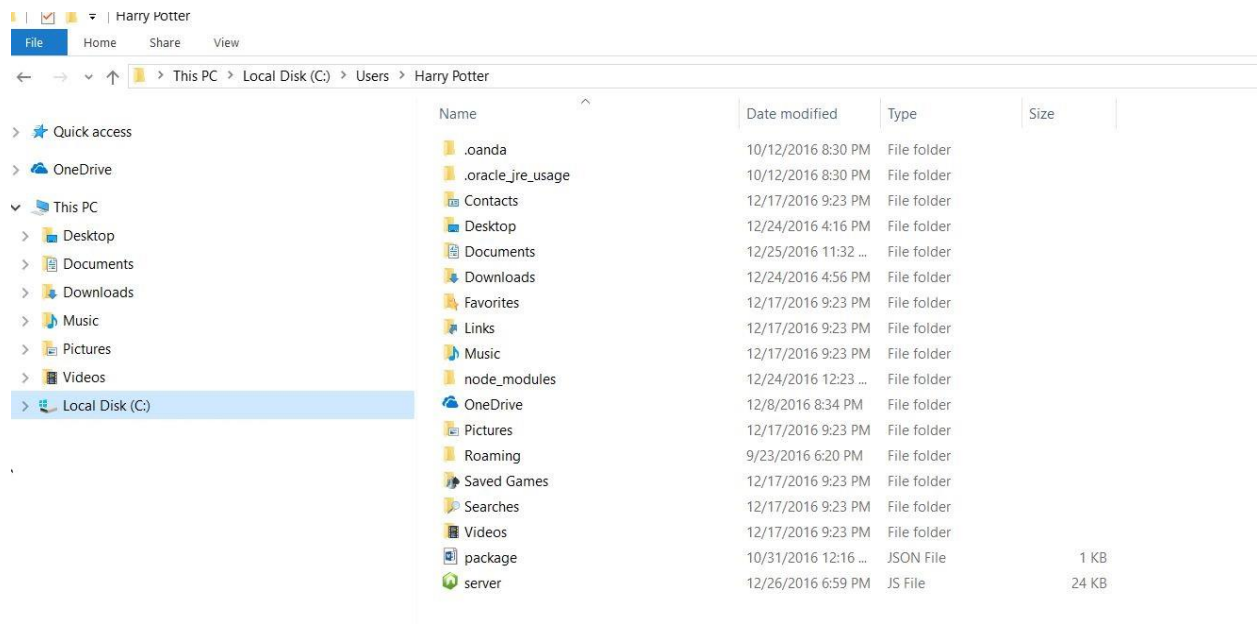 Harry Potter
File Home Share View
This PC > Local Disk (C:) > Users > Harry Potter
Quick access
OneDrive
This PC
Desktop
Documents
Downloads
Music
Pictures
Videos
Local Disk (C:)
Name Date modified Type Size
.oanda 10/12/2016 8:30 PM File folder
.oracle_jre_usage 10/12/2016 8:30 PM File folder
Contacts 12/17/2016 9:23 PM File folder
Desktop 12/24/2016 4:16 PM File folder
Documents 12/25/2016 11:32 ... File folder
Downloads 12/24/2016 4:56 PM File folder
Favorites 12/17/2016 9:23 PM File folder
Links 12/17/2016 9:23 PM File folder
Music 12/17/2016 9:23 PM File folder
node_modules 12/24/2016 12:23 ... File folder
OneDrive 12/8/2016 8:34 PM File folder
Pictures 12/17/2016 9:23 PM File folder
Roaming 9/23/2016 6:20 PM File folder
Saved Games 12/17/2016 9:23 PM File folder
Searches 12/17/2016 9:23 PM File folder
Videos 12/17/2016 9:23 PM File folder
package 10/31/2016 12:16 ... JSON File 1 KB
server 12/26/2016 6:59 PM JS File 24 KB